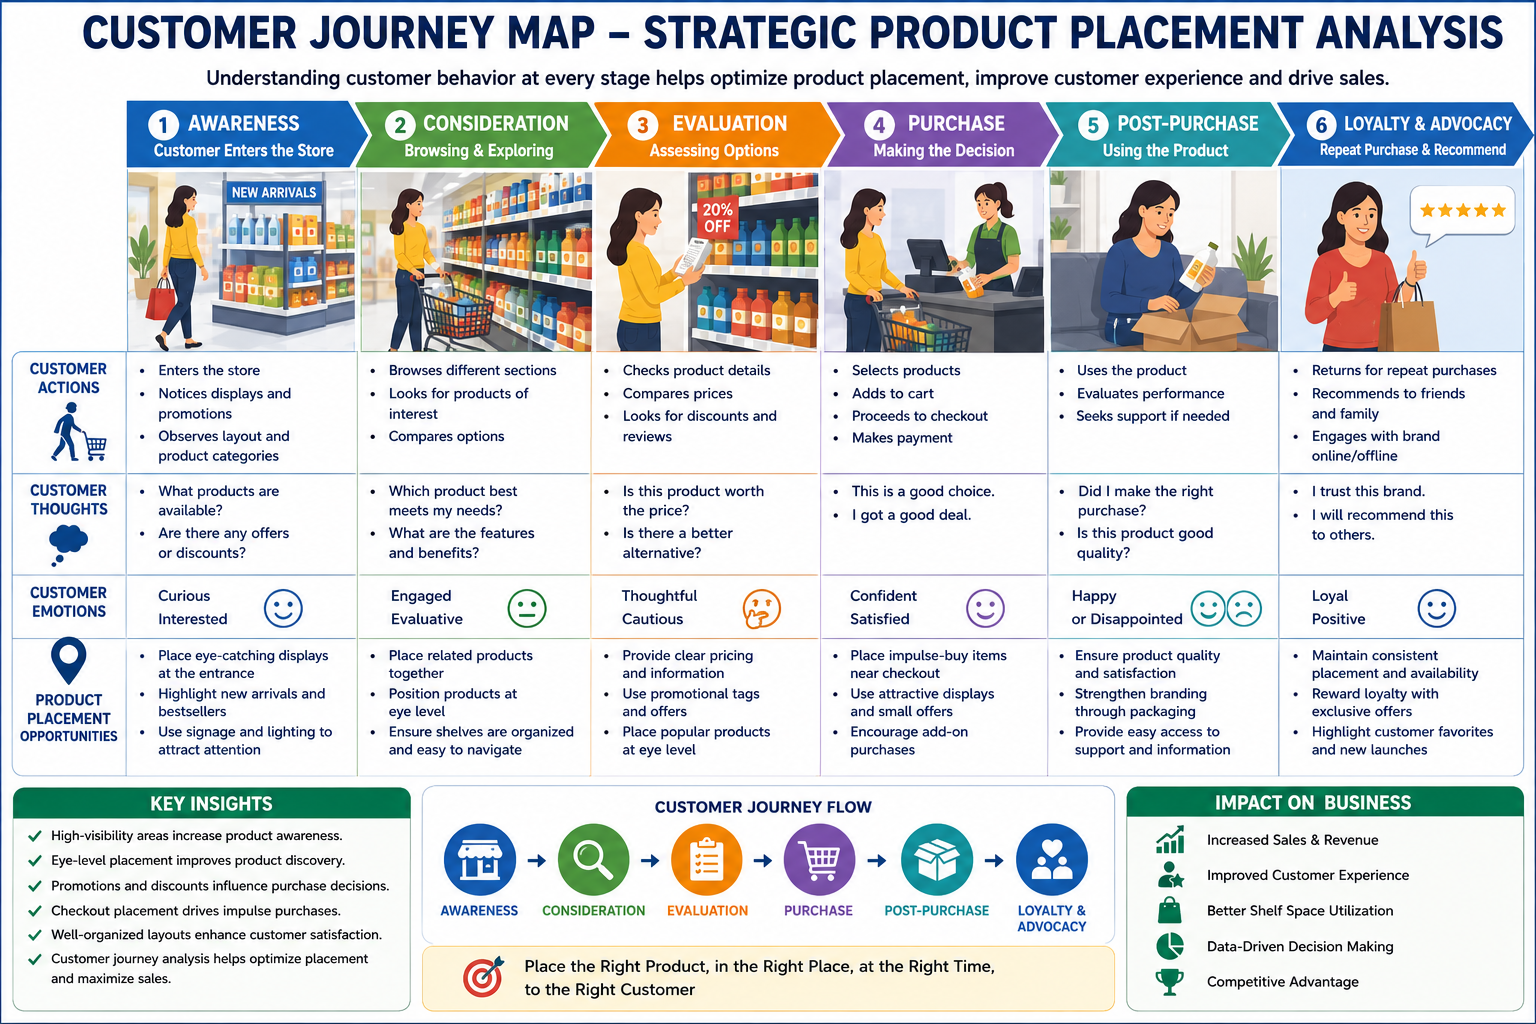 CUSTOMER JOURNEY MAP – STRATEGIC PRODUCT PLACEMENT ANALYSIS
Understanding customer behavior at every stage helps optimize product placement, improve customer experience and drive sales.
1 AWARENESS
Customer Enters the Store
2 CONSIDERATION
Browsing & Exploring
3 EVALUATION
Assessing Options
4 PURCHASE
Making the Decision
5 POST-PURCHASE
Using the Product
6 LOYALTY & ADVOCACY
Repeat Purchase & Recommend
NEW ARRIVALS
20%
OFF
CUSTOMER
ACTIONS
• Enters the store
• Notices displays and
promotions
• Observes layout and
product categories
• Browses different sections
• Looks for products of
interest
• Compares options
• Checks product details
• Compares prices
• Looks for discounts and
reviews
• Selects products
• Adds to cart
• Proceeds to checkout
• Makes payment
• Uses the product
• Evaluates performance
• Seeks support if needed
• Returns for repeat purchases
• Recommends to friends
and family
• Engages with brand
online/offline
CUSTOMER
THOUGHTS
• What products are
available?
• Are there any offers
or discounts?
• Which product best
meets my needs?
• What are the features
and benefits?
• Is this product worth
the price?
• Is there a better
alternative?
• This is a good choice.
• I got a good deal.
• Did I make the right
purchase?
• Is this product good
quality?
• I trust this brand.
• I will recommend this
to others.
CUSTOMER
EMOTIONS
Curious
Interested
Engaged
Evaluative
Thoughtful
Cautious
Confident
Satisfied
Happy
or Disappointed
Loyal
Positive
PRODUCT
PLACEMENT
OPPORTUNITIES
• Place eye-catching displays
at the entrance
• Highlight new arrivals and
bestsellers
• Use signage and lighting to
attract attention
• Place related products
together
• Position products at
eye level
• Ensure shelves are organized
and easy to navigate
• Provide clear pricing
and information
• Use promotional tags
and offers
• Place popular products
at eye level
• Place impulse-buy items
near checkout
• Use attractive displays
and small offers
• Encourage add-on
purchases
• Ensure product quality
and satisfaction
• Strengthen branding
through packaging
• Provide easy access to
support and information
• Maintain consistent
placement and availability
• Reward loyalty with
exclusive offers
• Highlight customer favorites
and new launches
KEY INSIGHTS
High-visibility areas increase product awareness.
Eye-level placement improves product discovery.
Promotions and discounts influence purchase decisions.
Checkout placement drives impulse purchases.
Well-organized layouts enhance customer satisfaction.
Customer journey analysis helps optimize placement
and maximize sales.
CUSTOMER JOURNEY FLOW
AWARENESS
CONSIDERATION
EVALUATION
PURCHASE
POST-PURCHASE
LOYALTY &
ADVOCACY
Place the Right Product, in the Right Place, at the Right Time,
to the Right Customer
IMPACT ON BUSINESS
Increased Sales & Revenue
Improved Customer Experience
Better Shelf Space Utilization
Data-Driven Decision Making
Competitive Advantage